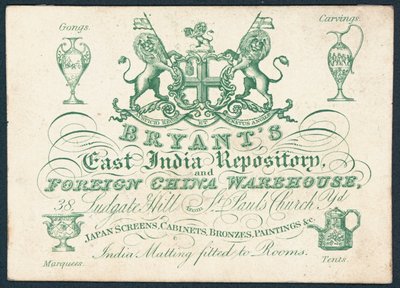 Gongs.
Carvings.
BRYANT'S
East India Repository,
and
FOREIGN CHINA WAREHOUSE,
38, Ludgate Hill St. Pauls Church Yd
JAPAN SCREENS, CABINETS, BRONZES, PAINTINGS &c.
India Matting fitted to Rooms.
Marquees.
Tents.